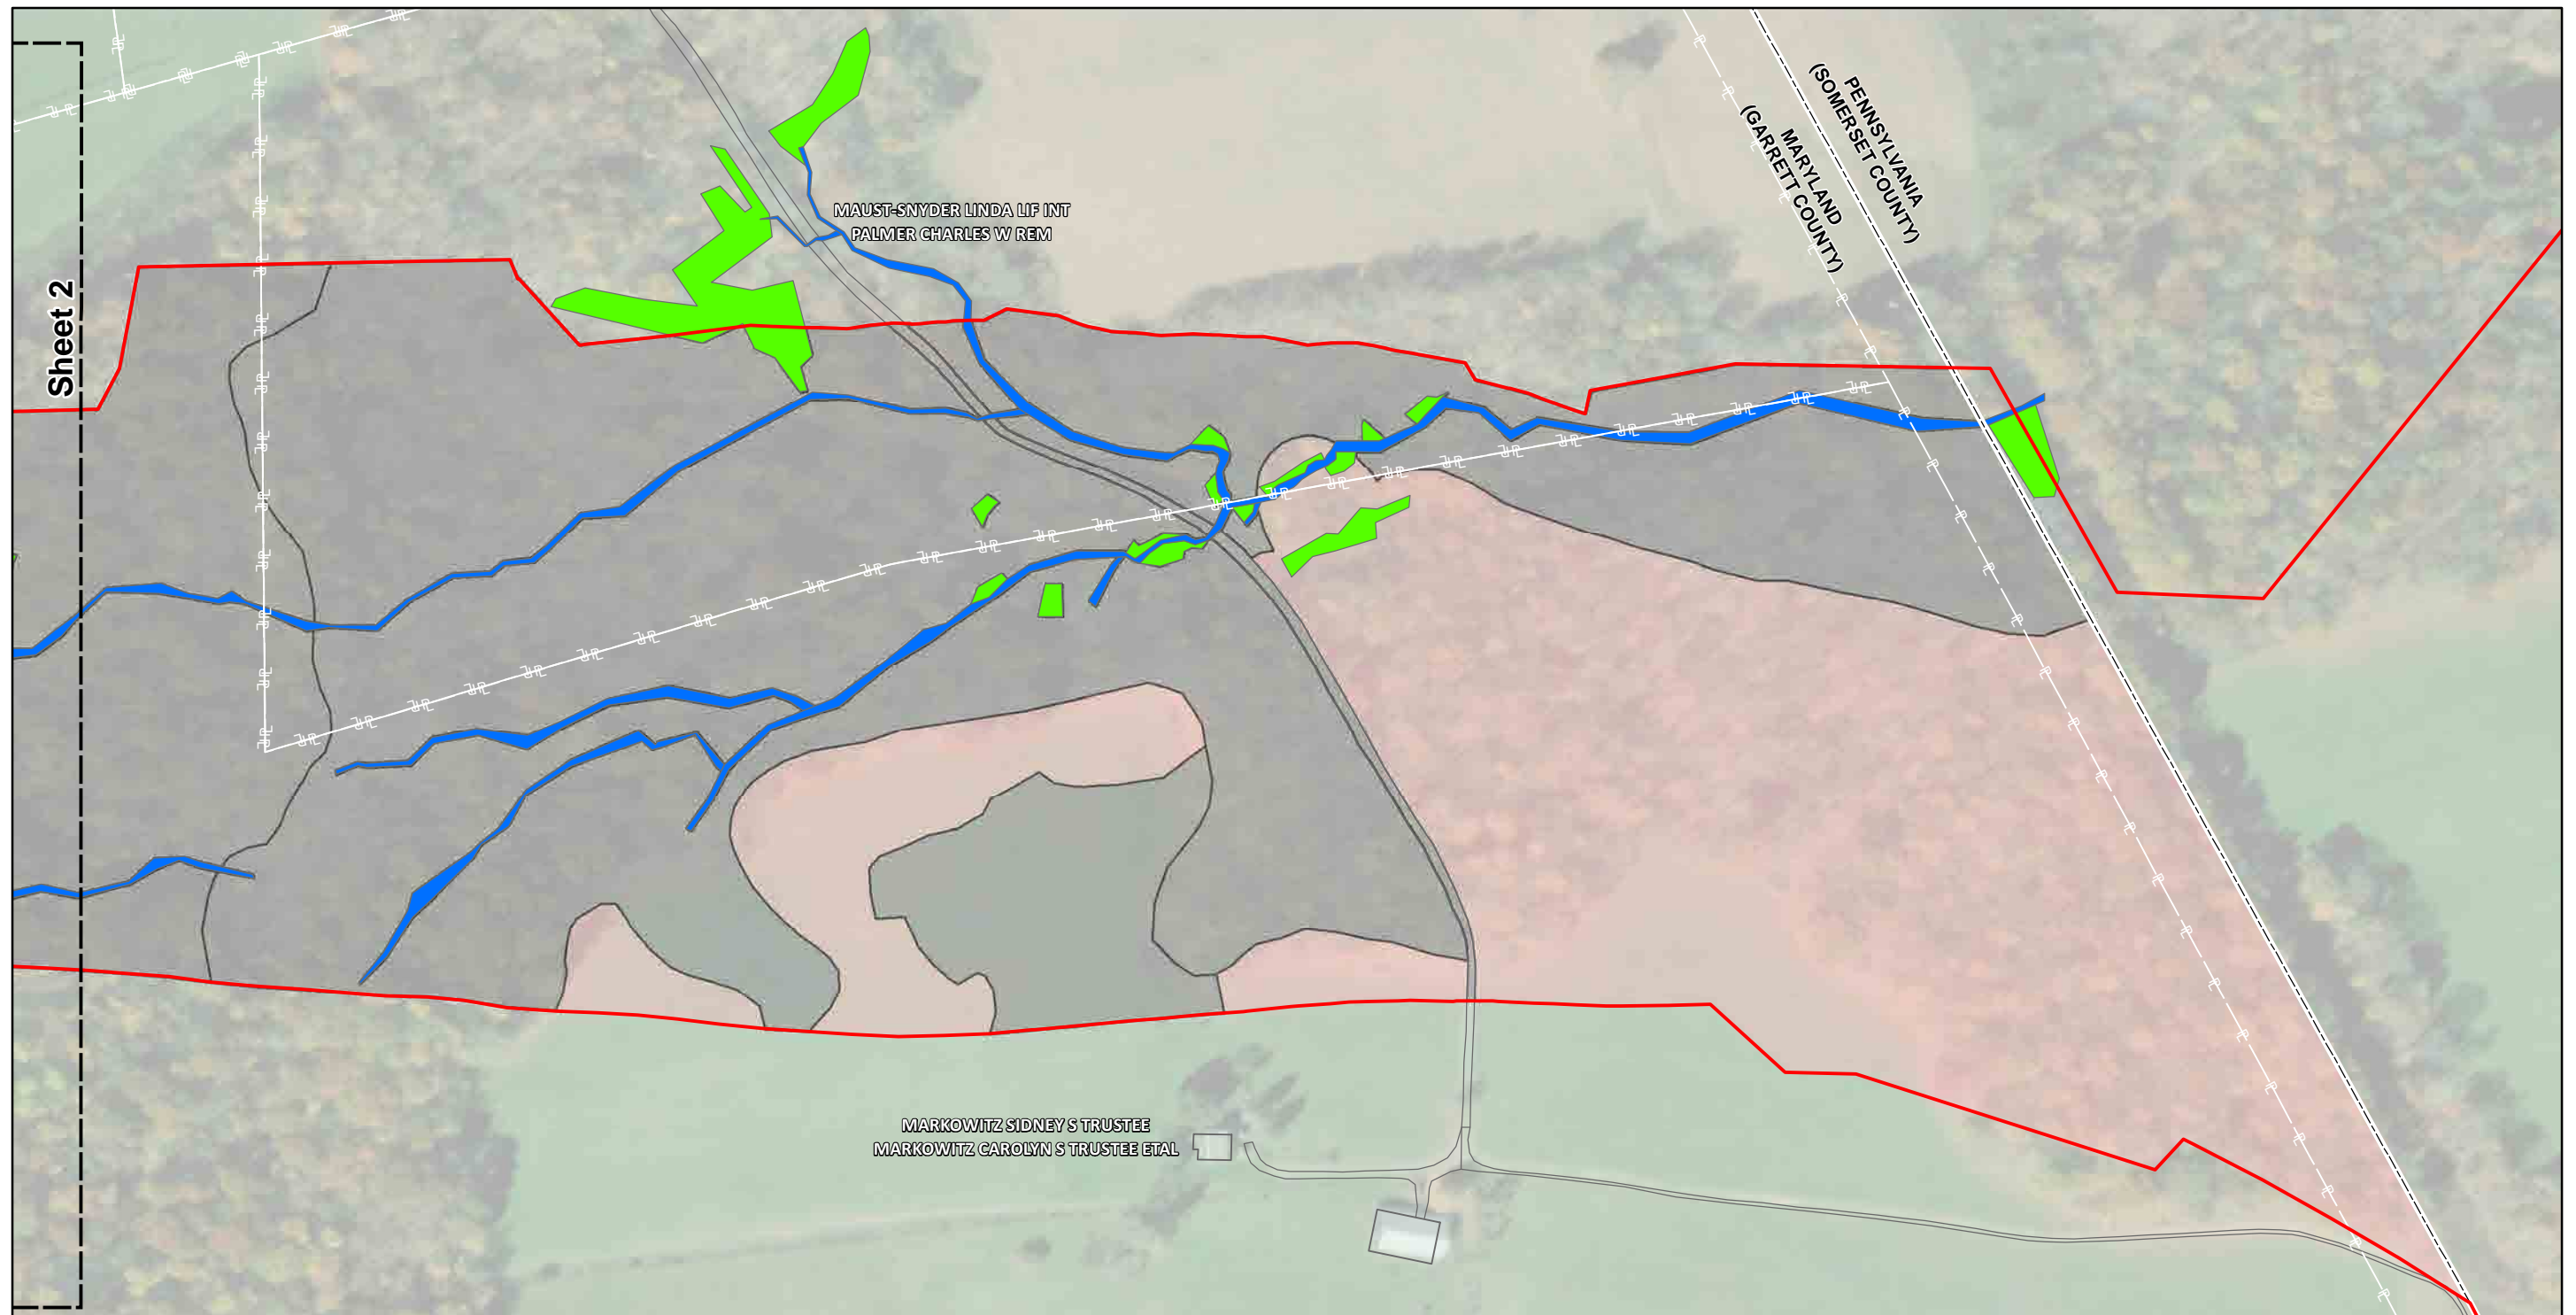 Sheet 2
MAUST-SNYDER LINDA LIF INT
PALMER CHARLES W REM
PENNSYLVANIA
(SOMERSET COUNTY)
MARYLAND
(GARRETT COUNTY)
MARKOWITZ SIDNEY S TRUSTEE
MARKOWITZ CAROLYN S TRUSTEE ETAL